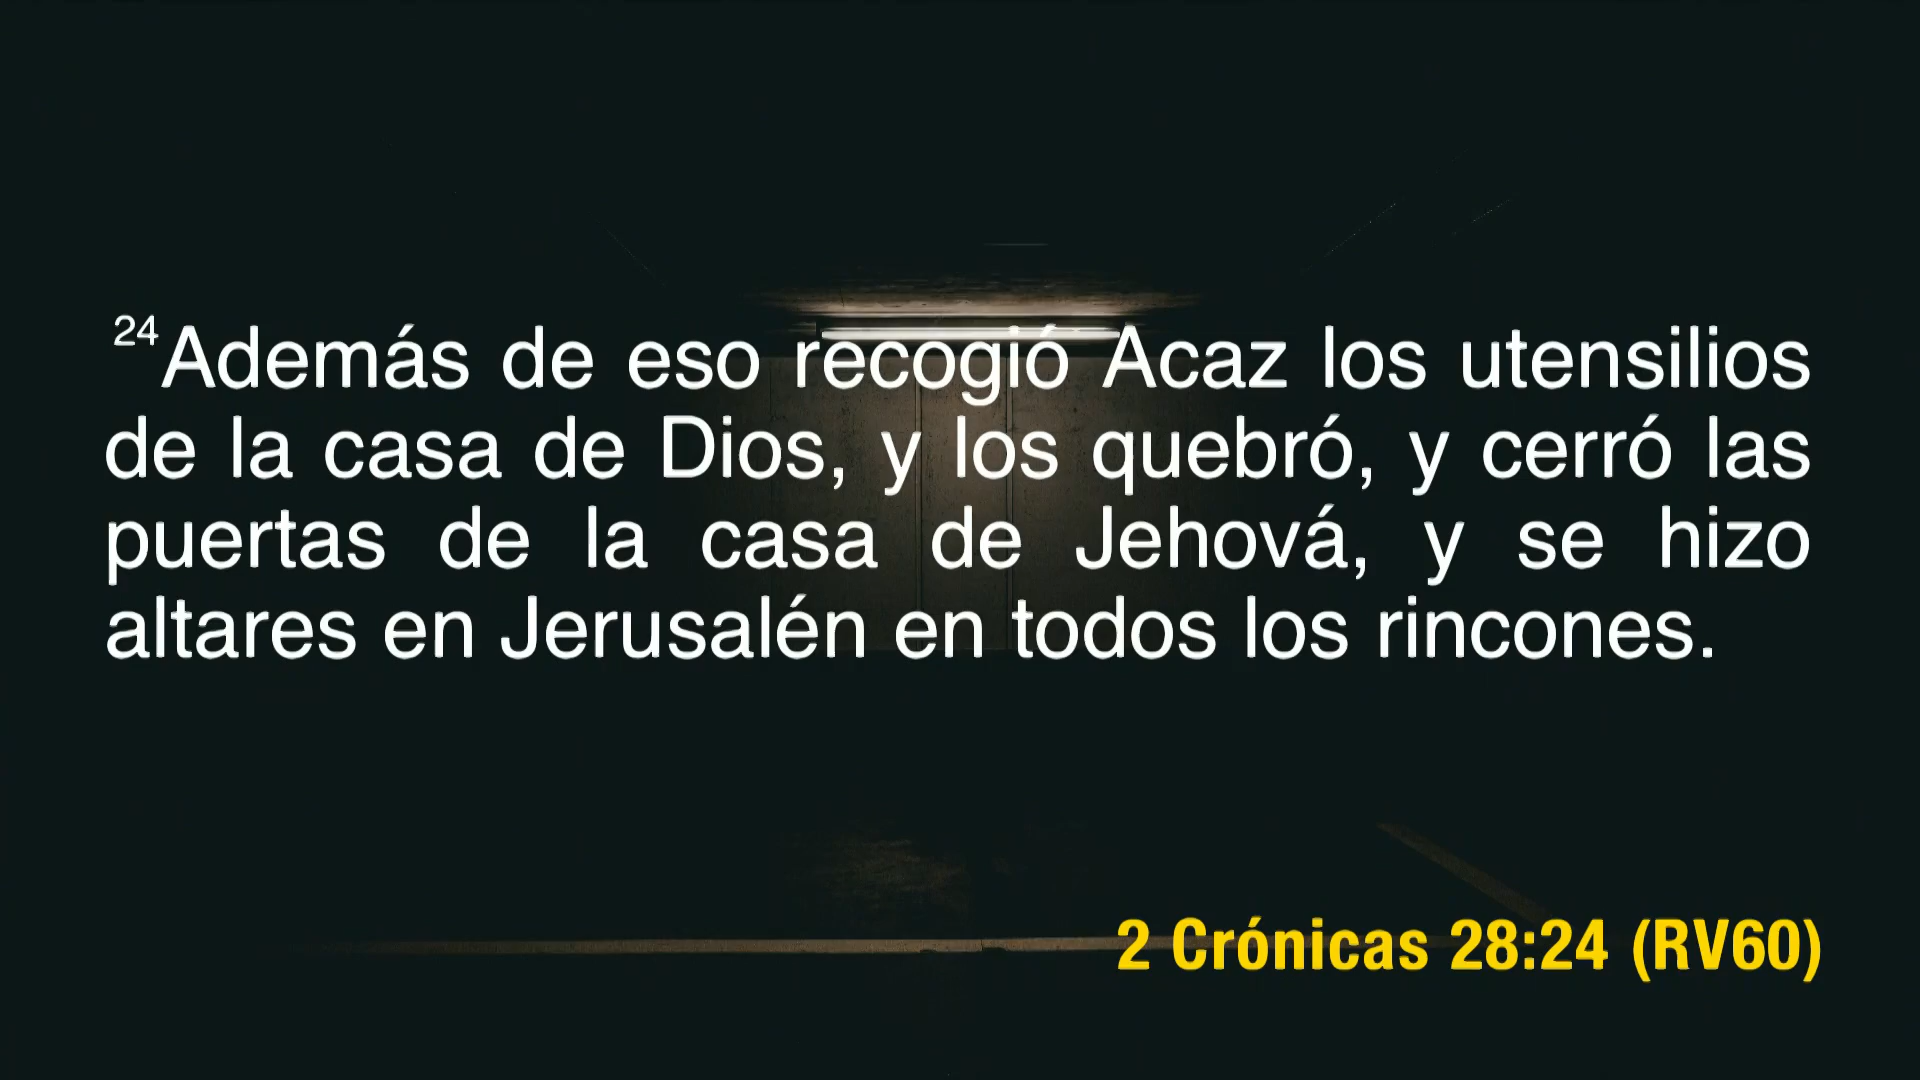 24Además de eso recogió Acaz los utensilios
de la casa de Dios, y los quebró, y cerró las
puertas de la casa de Jehová, y se hizo
altares en Jerusalén en todos los rincones.
2 Crónicas 28:24 (RV60)